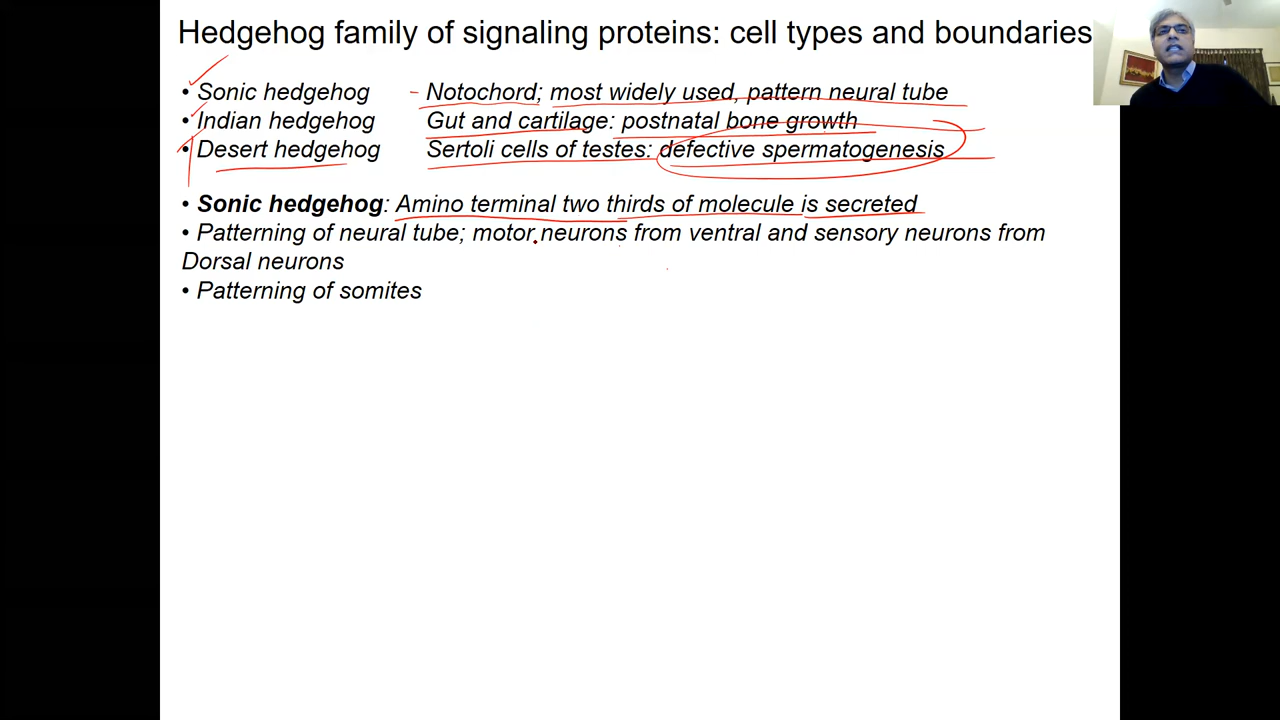 Hedgehog family of signaling proteins: cell types and boundaries
• Sonic hedgehog - Notochord; most widely used, pattern neural tube
• Indian hedgehog Gut and cartilage: postnatal bone growth
• Desert hedgehog Sertoli cells of testes: defective spermatogenesis
• Sonic hedgehog: Amino terminal two thirds of molecule is secreted
• Patterning of neural tube; motor neurons from ventral and sensory neurons from
Dorsal neurons
• Patterning of somites